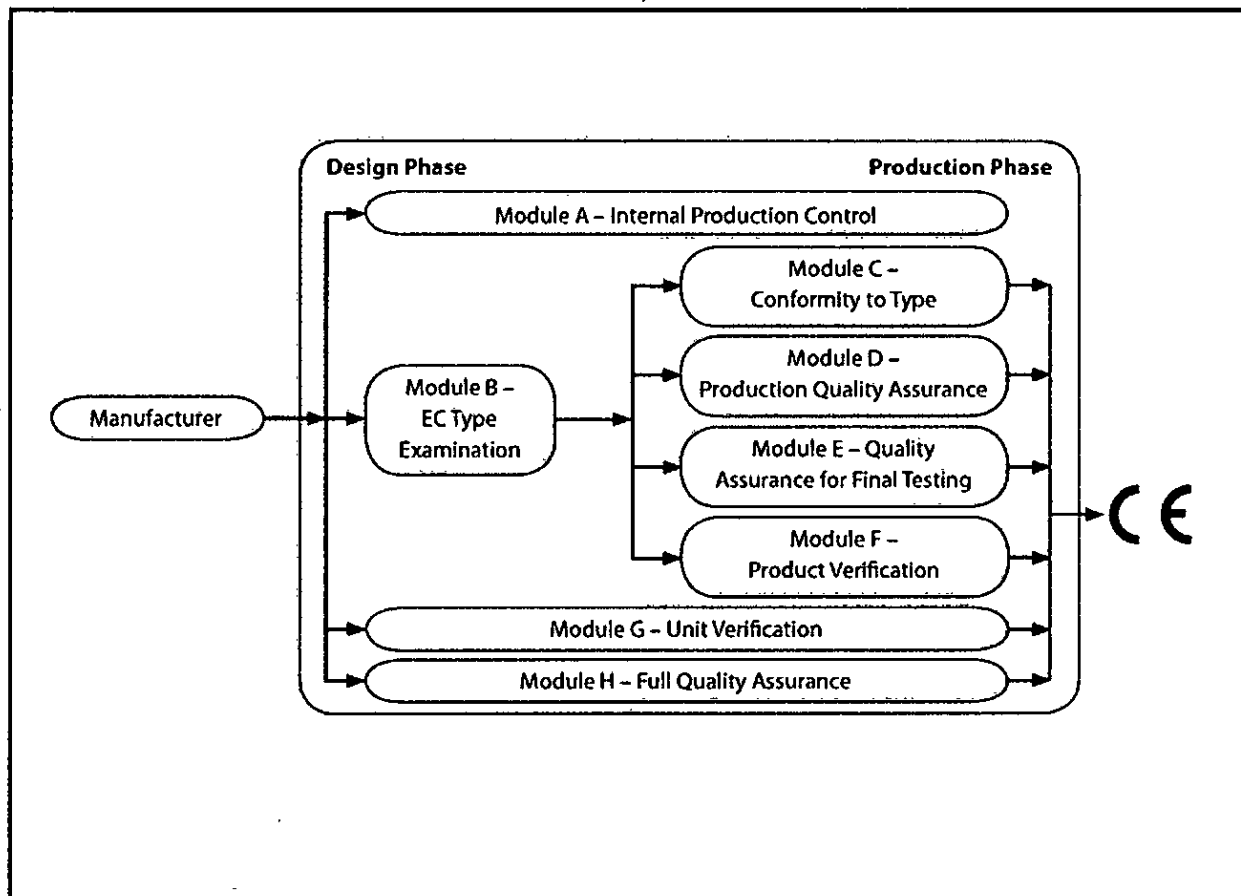 Design Phase
Production Phase
Module A – Internal Production Control
Module C –
Conformity to Type
Module D –
Production Quality Assurance
Manufacturer
Module B –
EC Type
Examination
Module E – Quality
Assurance for Final Testing
Module F –
Product Verification
CE
Module G – Unit Verification
Module H – Full Quality Assurance